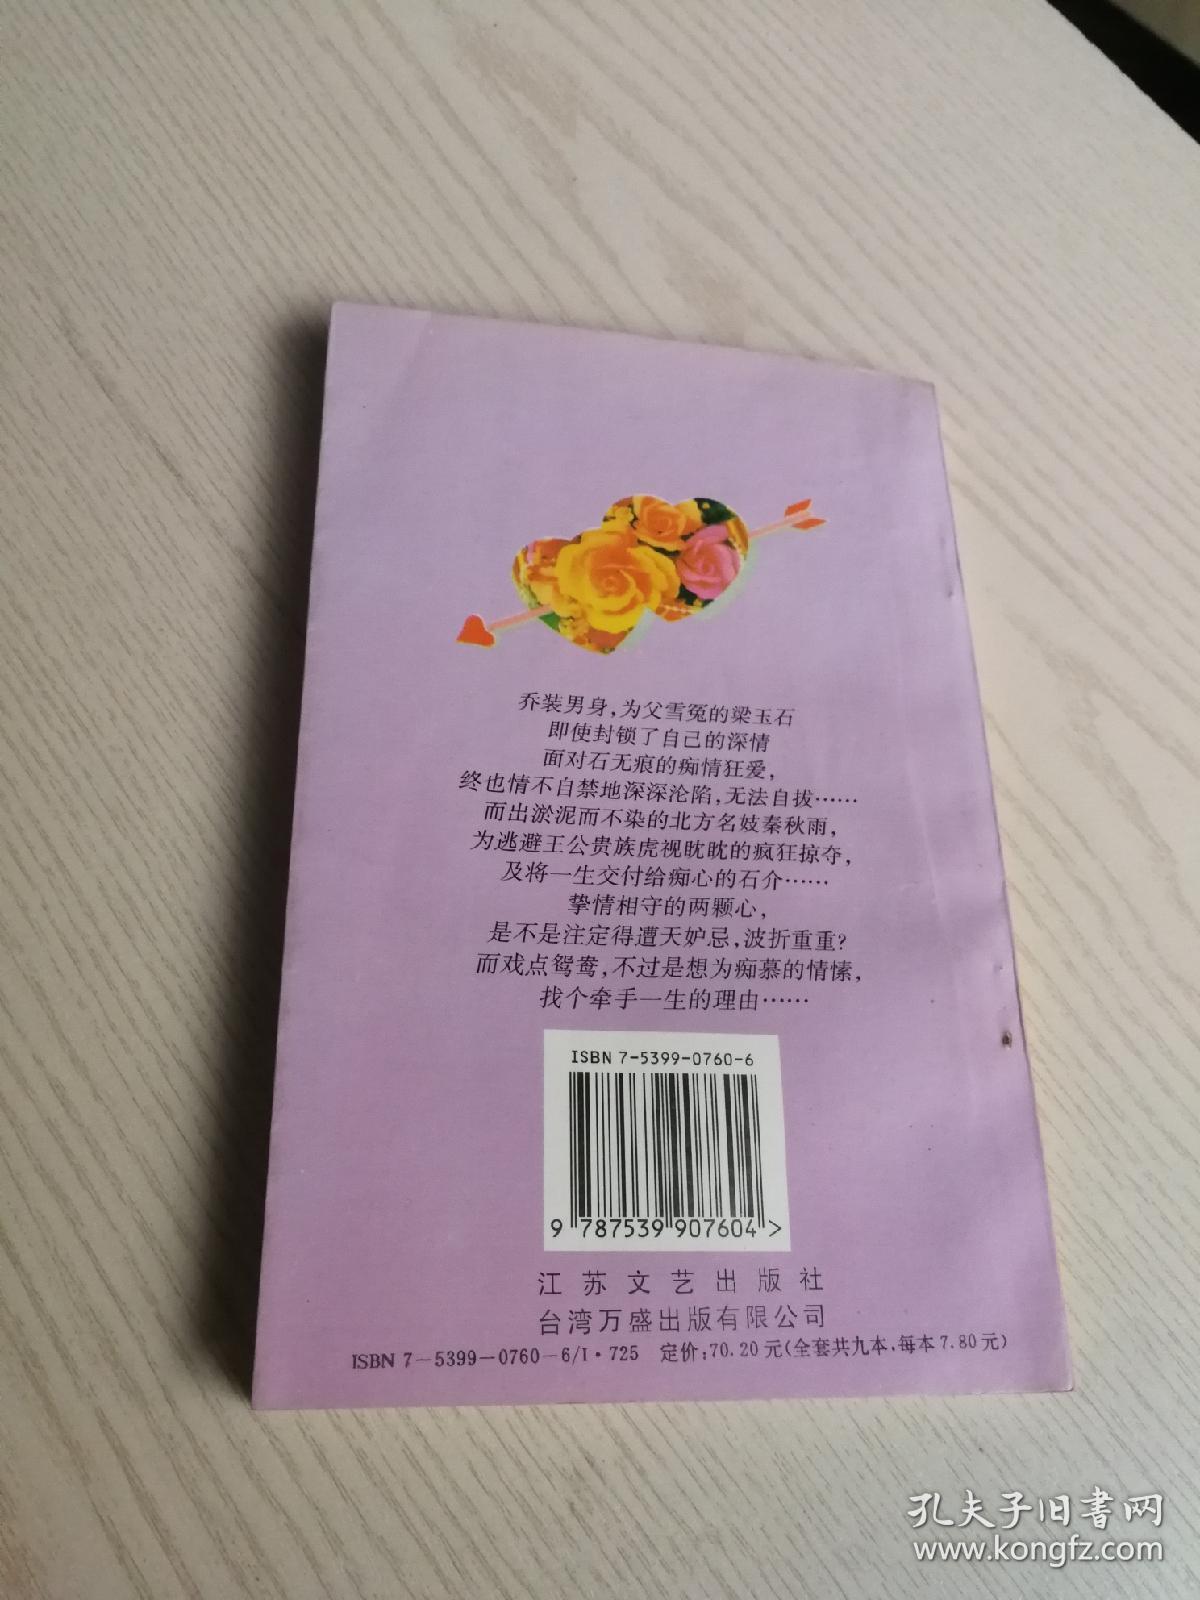 乔装男身，为父雪冤的梁玉石
即使封锁了自己的深情
面对石无痕的痴情狂爱，
终也情不自禁地深深沦陷，无法自拔……
而出淤泥而不染的北方名妓秦秋雨，
为逃避王公贵族虎视眈眈的疯狂掠夺，
及将一生交付给痴心的石介……
挚情相守的两颗心，
是不是注定得遭天妒忌，波折重重？
而戏点鸳鸯，不过是想为痴慕的情愫，
找个牵手一生的理由……
ISBN 7-5399-0760-6
9 787539 907604 >
江苏文艺出版社
台湾万盛出版有限公司
ISBN 7-5399-0760-6/I·725 定价：70.20元（全套共九本，每本7.80元）
孔夫子旧书网
www.kongfz.com